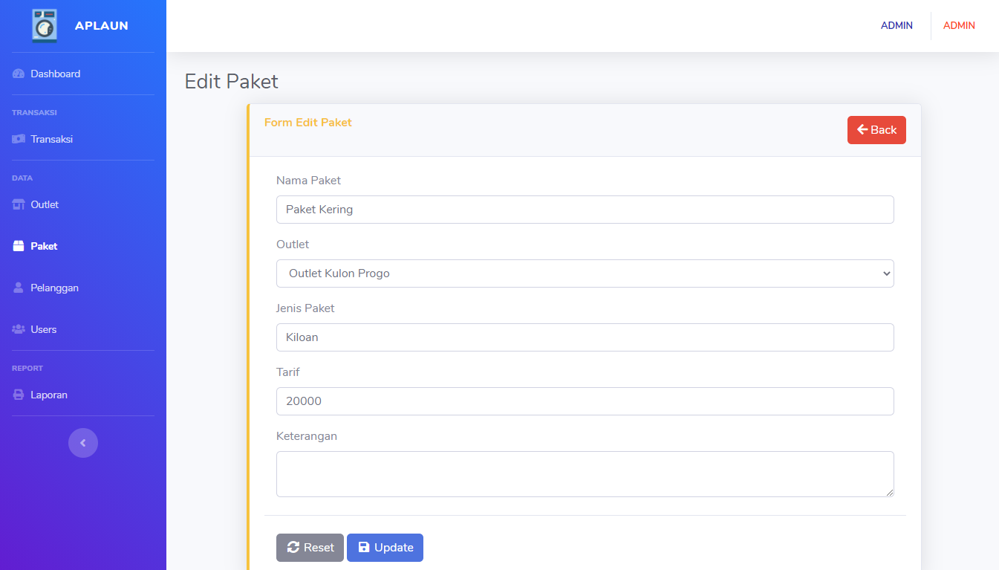 APLAUN
ADMIN
ADMIN
Dashboard
TRANSAKSI
Transaksi
DATA
Outlet
Paket
Pelanggan
Users
REPORT
Laporan
Edit Paket
Form Edit Paket
Back
Nama Paket
Paket Kering
Outlet
Outlet Kulon Progo
Jenis Paket
Kiloan
Tarif
20000
Keterangan
Reset
Update